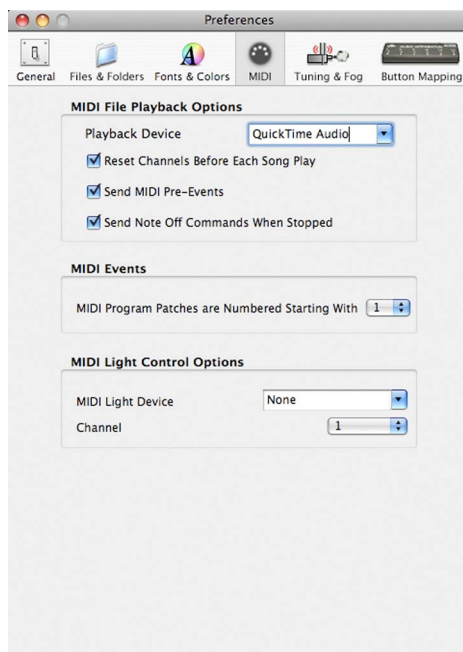 Preferences
General Files & Folders Fonts & Colors MIDI Tuning & Fog Button Mapping
MIDI File Playback Options
Playback Device QuickTime Audio
Reset Channels Before Each Song Play
Send MIDI Pre-Events
Send Note Off Commands When Stopped
MIDI Events
MIDI Program Patches are Numbered Starting With 1
MIDI Light Control Options
MIDI Light Device None
Channel 1